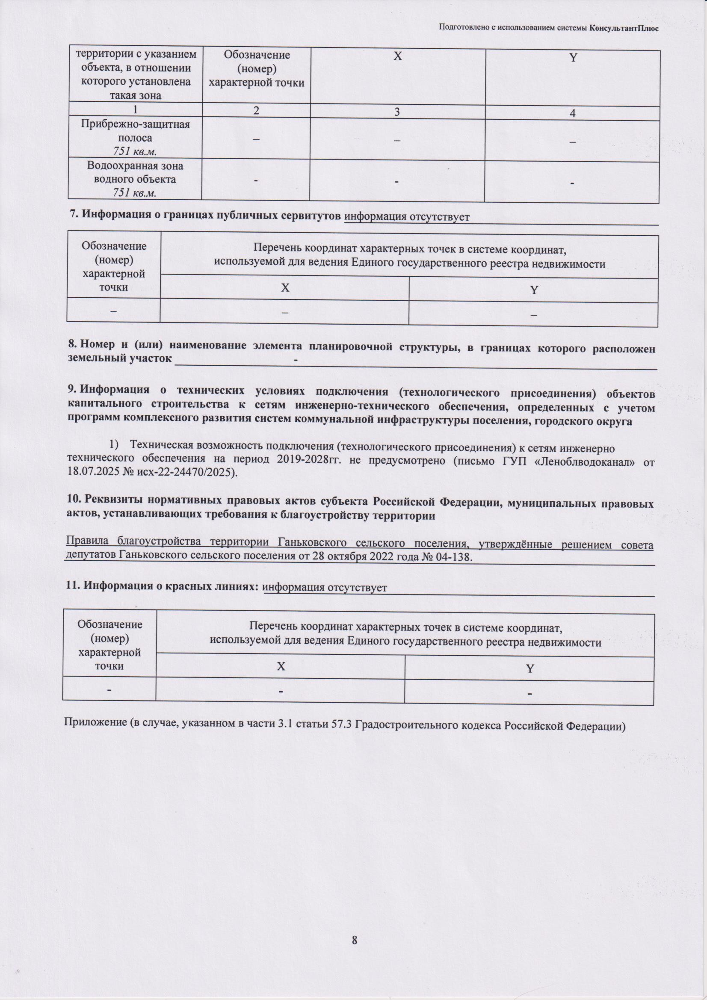 Подготовлено с использованием системы КонсультантПлюс
территории с указанием
объекта, в отношении
которого установлена
такая зона
Обозначение
(номер)
характерной точки
X
Y
1
2
3
4
Прибрежно-защитная
полоса
751 кв.м.
–
–
–
Водоохранная зона
водного объекта
751 кв.м.
-
-
-
7. Информация о границах публичных сервитутов информация отсутствует
Обозначение
(номер)
характерной
точки
Перечень координат характерных точек в системе координат,
используемой для ведения Единого государственного реестра недвижимости
X
Y
–
–
–
8. Номер и (или) наименование элемента планировочной структуры, в границах которого расположен
земельный участок -
9. Информация о технических условиях подключения (технологического присоединения) объектов
капитального строительства к сетям инженерно-технического обеспечения, определенных с учетом
программ комплексного развития систем коммунальной инфраструктуры поселения, городского округа
1) Техническая возможность подключения (технологического присоединения) к сетям инженерно
технического обеспечения на период 2019-2028гг. не предусмотрено (письмо ГУП «Леноблводоканал» от
18.07.2025 № исх-22-24470/2025).
10. Реквизиты нормативных правовых актов субъекта Российской Федерации, муниципальных правовых
актов, устанавливающих требования к благоустройству территории
Правила благоустройства территории Ганьковского сельского поселения, утверждённые решением совета
депутатов Ганьковского сельского поселения от 28 октября 2022 года № 04-138.
11. Информация о красных линиях: информация отсутствует
Обозначение
(номер)
характерной
точки
Перечень координат характерных точек в системе координат,
используемой для ведения Единого государственного реестра недвижимости
X
Y
-
-
-
Приложение (в случае, указанном в части 3.1 статьи 57.3 Градостроительного кодекса Российской Федерации)
8